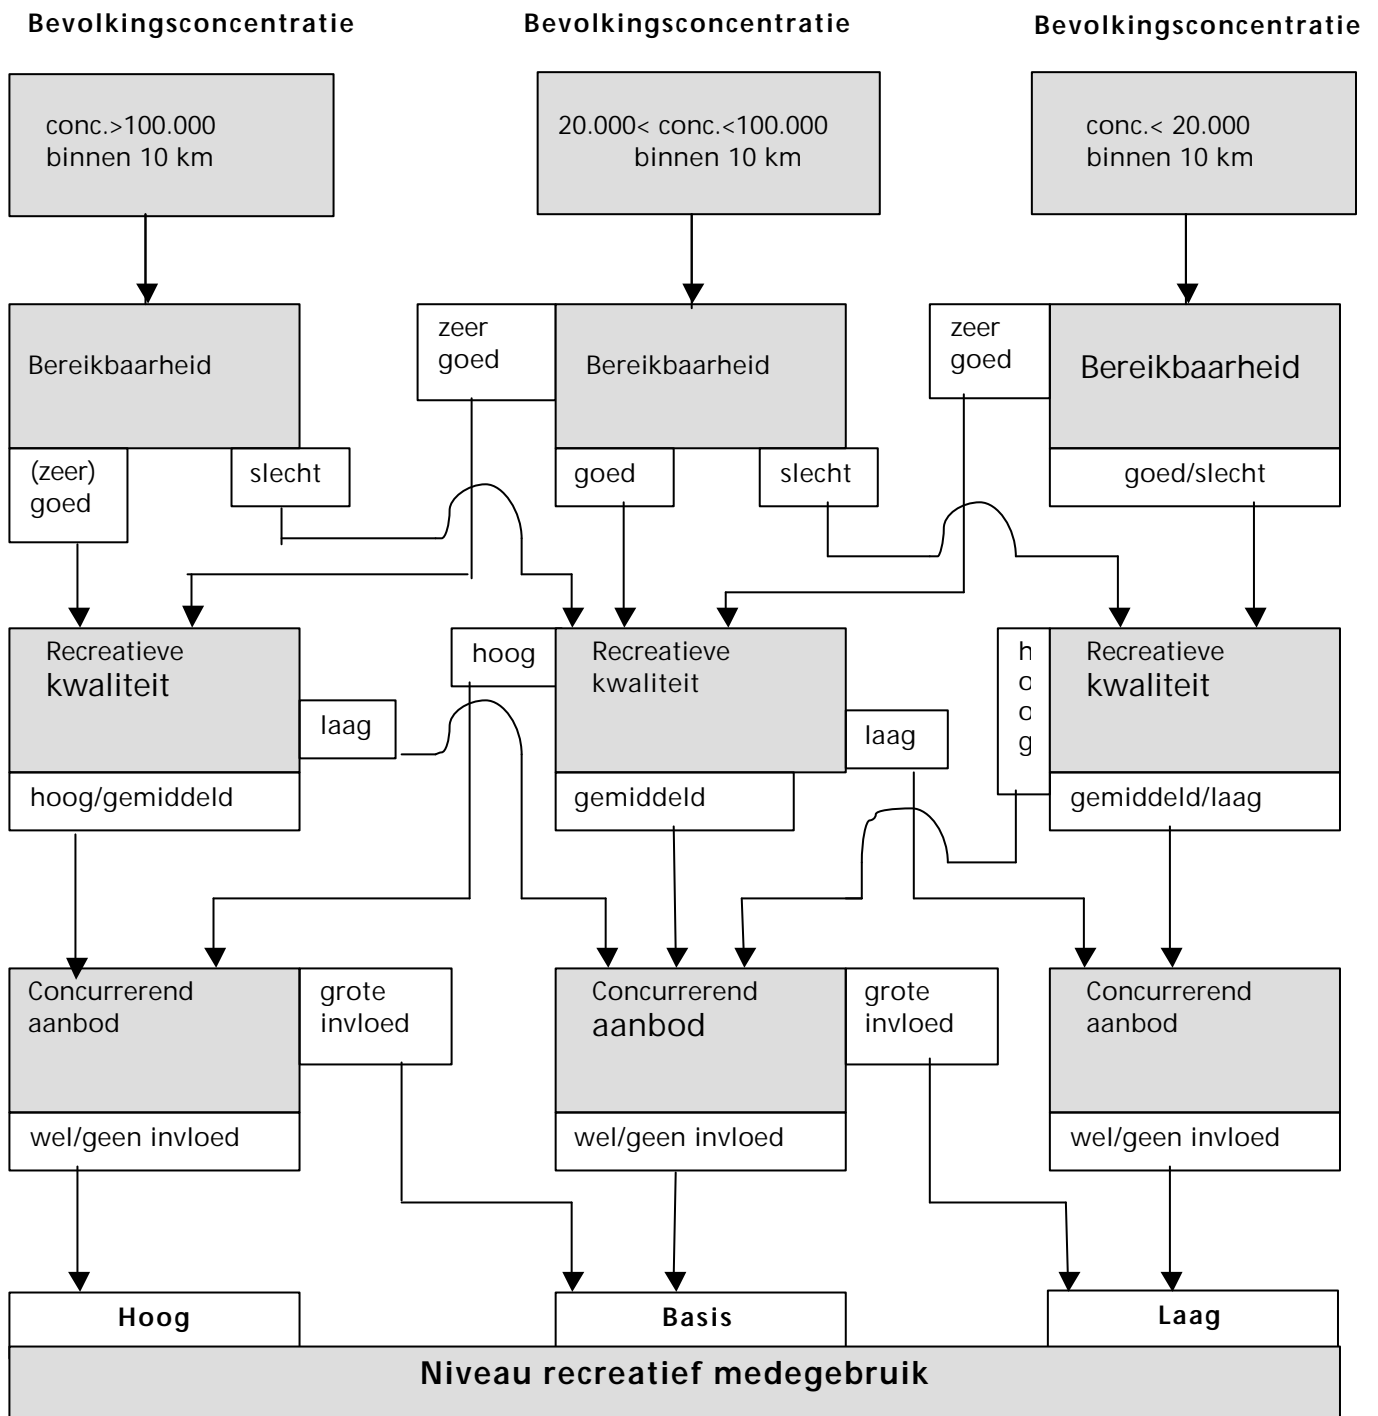 Bevolkingsconcentratie
Bevolkingsconcentratie
Bevolkingsconcentratie
conc.>100.000
binnen 10 km
20.000< conc.<100.000
binnen 10 km
conc.< 20.000
binnen 10 km
Bereikbaarheid
zeer
goed
Bereikbaarheid
zeer
goed
Bereikbaarheid
(zeer)
goed
slecht
goed
slecht
goed/slecht
Recreatieve
kwaliteit
laag
hoog/gemiddeld
hoog
Recreatieve
kwaliteit
laag
gemiddeld
h
o
o
g
Recreatieve
kwaliteit
gemiddeld/laag
Concurrerend
aanbod
grote
invloed
wel/geen invloed
Concurrerend
aanbod
grote
invloed
wel/geen invloed
Concurrerend
aanbod
wel/geen invloed
Hoog
Basis
Laag
Niveau recreatief medegebruik